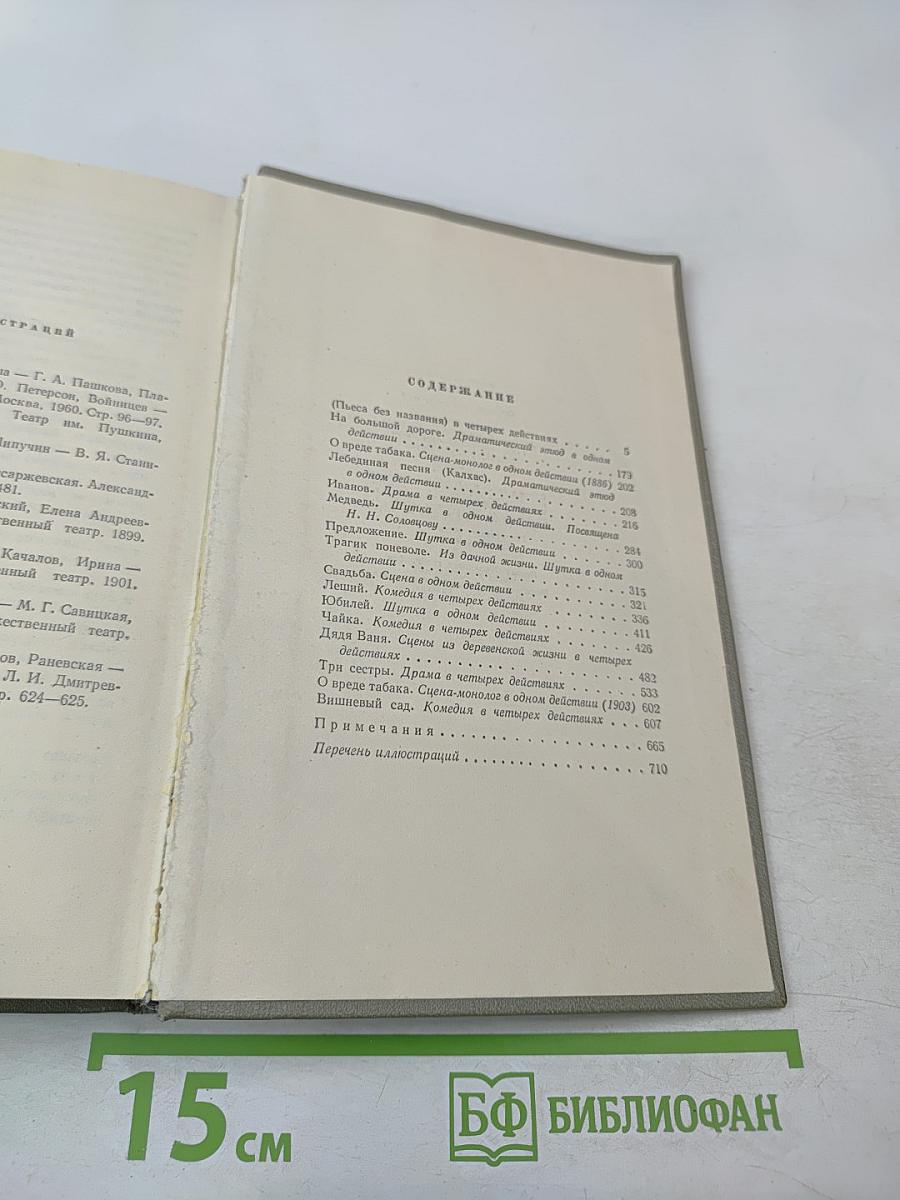 СТРАЦИЙ
на — Г. А. Пашкова, Пла-
О. Петерсон, Войницев —
Москва, 1960. Стр. 96—97.
Театр им. Пушкина,
Шипучин — В. Я. Стани-
ссаржевская. Александ-
481.
ский, Елена Андреев-
ственный театр. 1899.
Качалов, Ирина —
енный театр. 1901.
— М. Г. Савицкая,
ожественный театр.
ов, Раневская —
Л. И. Дмитрев-
р. 624—625.
СОДЕРЖАНИЕ
(Пьеса без названия) в четырех действиях . . . . . 5
На большой дороге. Драматический этюд в одном
действии . . . . . . . . . . . . . . . . . 179
О вреде табака. Сцена-монолог в одном действии (1886) 202
Лебединая песня (Калхас). Драматический этюд
в одном действии . . . . . . . . . . . . . 208
Иванов. Драма в четырех действиях . . . . . . . 216
Медведь. Шутка в одном действии. Посвящена
Н. Н. Соловцову . . . . . . . . . . . . . 284
Предложение. Шутка в одном действии . . . . . . 300
Трагик поневоле. Из дачной жизни. Шутка в одном
действии . . . . . . . . . . . . . . . . . 315
Свадьба. Сцена в одном действии . . . . . . . . 321
Леший. Комедия в четырех действиях . . . . . . . 336
Юбилей. Шутка в одном действии . . . . . . . . 411
Чайка. Комедия в четырех действиях . . . . . . . 426
Дядя Ваня. Сцены из деревенской жизни в четырех
действиях . . . . . . . . . . . . . . . . . 482
Три сестры. Драма в четырех действиях . . . . . . 533
О вреде табака. Сцена-монолог в одном действии (1903) 602
Вишневый сад. Комедия в четырех действиях . . . 607
Примечания . . . . . . . . . . . . . . . . 665
Перечень иллюстраций . . . . . . . . . . . . . . . 710
15 см
БФ БИБЛИОФАН